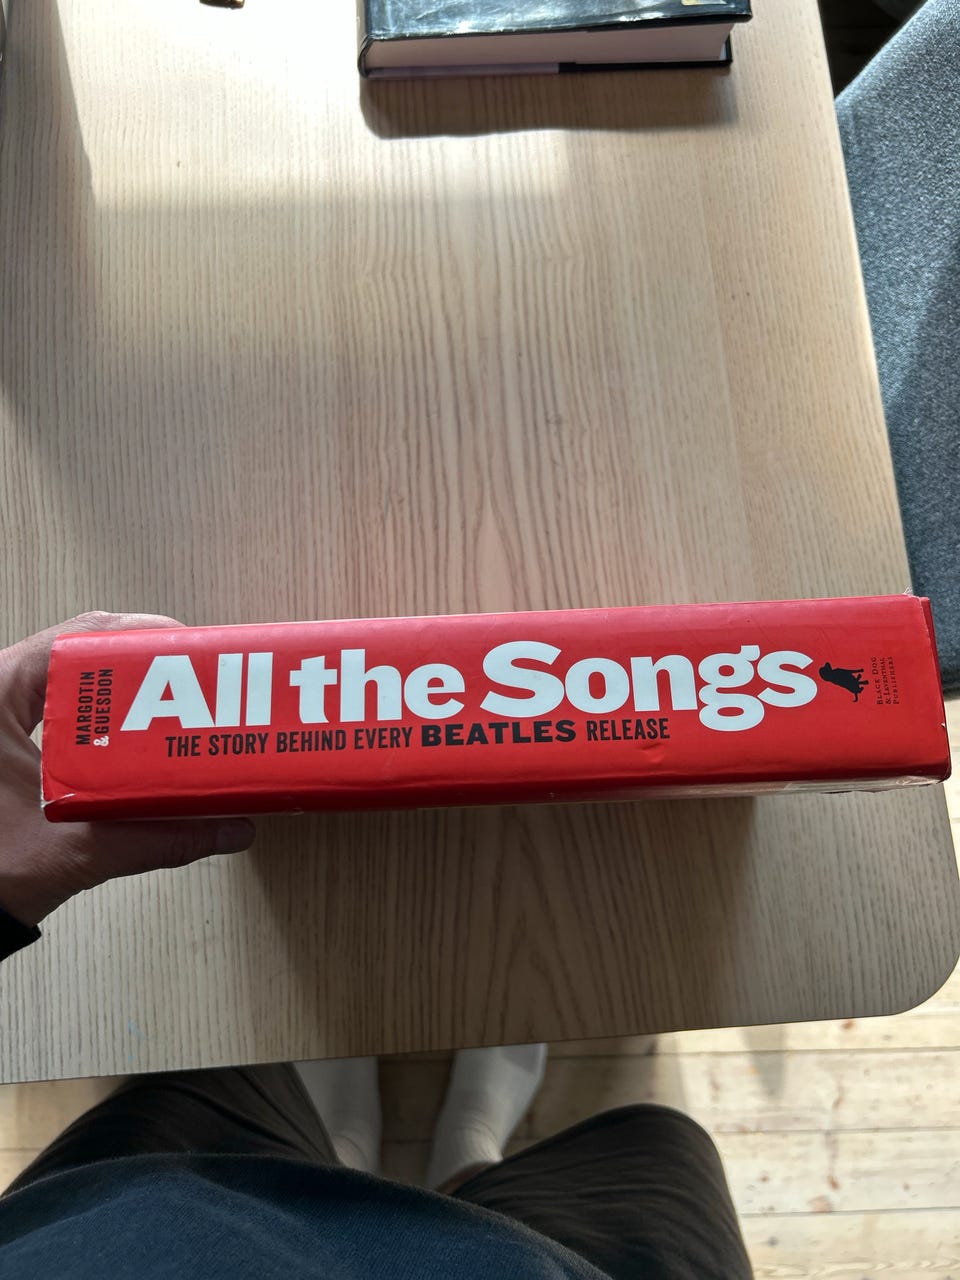 MARGOTIN
& GUESDON
All the Songs
THE STORY BEHIND EVERY BEATLES RELEASE
BLACK DOG
& LEVENTHAL
PUBLISHERS